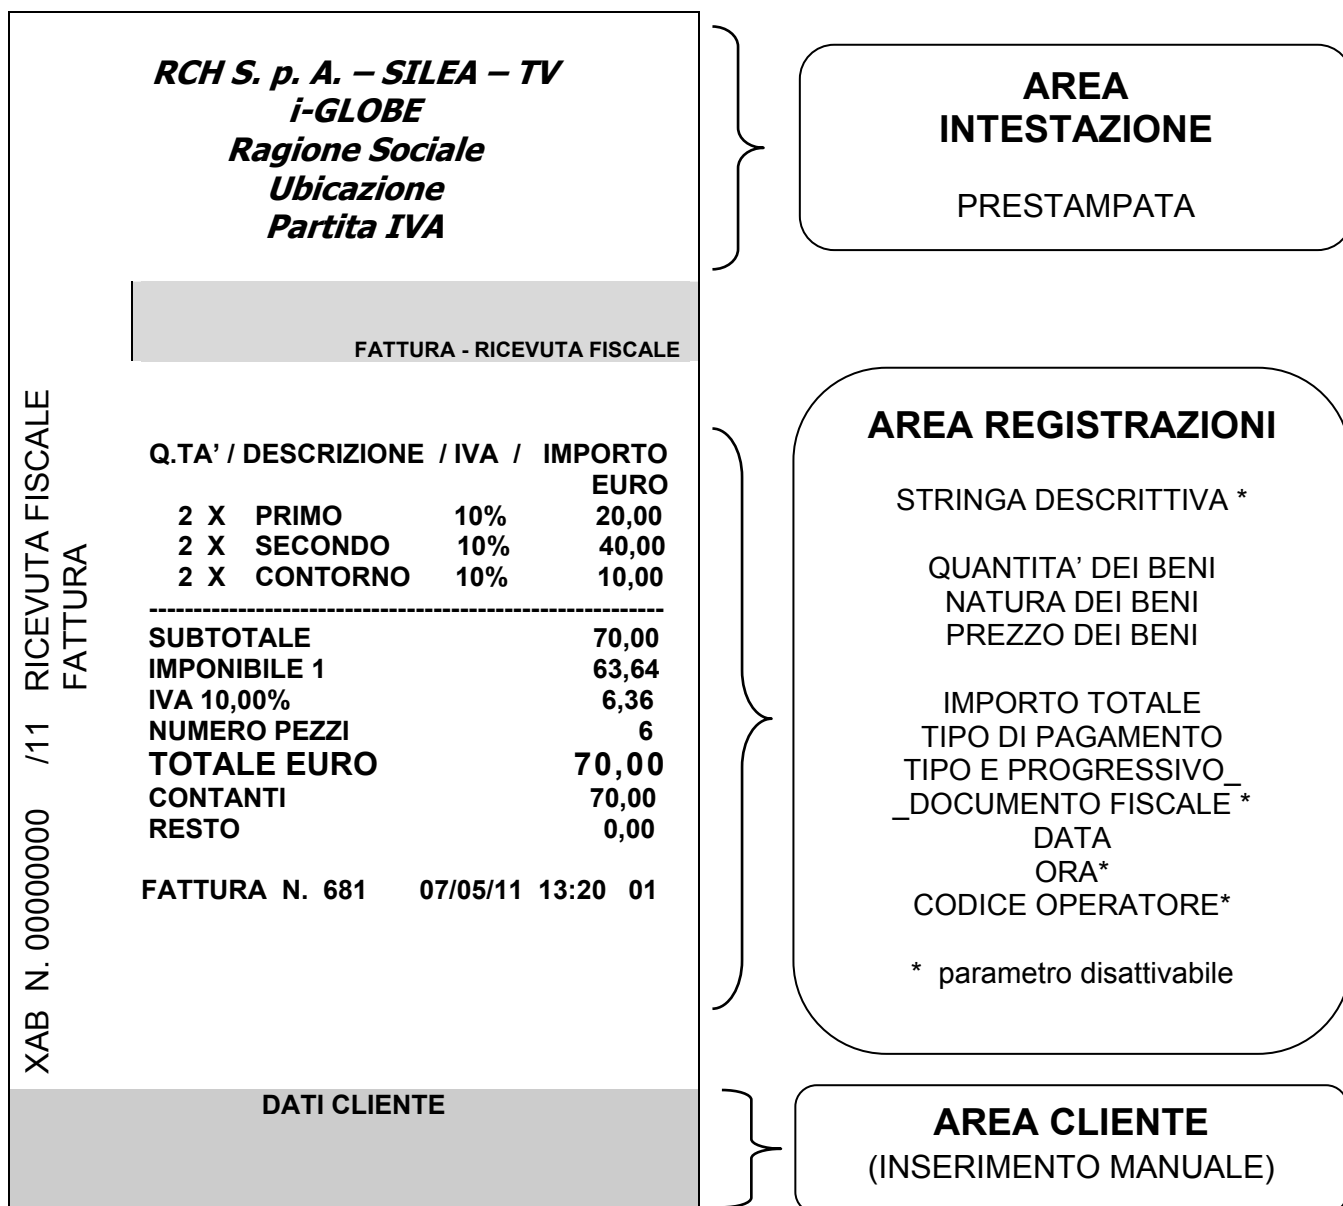 RCH S. p. A. – SILEA – TV
i-GLOBE
Ragione Sociale
Ubicazione
Partita IVA
FATTURA - RICEVUTA FISCALE
XAB N. 00000000 /11 RICEVUTA FISCALE
FATTURA
Q.TA’ / DESCRIZIONE / IVA / IMPORTO
EURO
2 X PRIMO 10% 20,00
2 X SECONDO 10% 40,00
2 X CONTORNO 10% 10,00
----------------------------------------------------------
SUBTOTALE 70,00
IMPONIBILE 1 63,64
IVA 10,00% 6,36
NUMERO PEZZI 6
TOTALE EURO 70,00
CONTANTI 70,00
RESTO 0,00
FATTURA N. 681 07/05/11 13:20 01
DATI CLIENTE
AREA
INTESTAZIONE
PRESTAMPATA
AREA REGISTRAZIONI
STRINGA DESCRITTIVA *
QUANTITA’ DEI BENI
NATURA DEI BENI
PREZZO DEI BENI
IMPORTO TOTALE
TIPO DI PAGAMENTO
TIPO E PROGRESSIVO_
_DOCUMENTO FISCALE *
DATA
ORA*
CODICE OPERATORE*
* parametro disattivabile
AREA CLIENTE
(INSERIMENTO MANUALE)